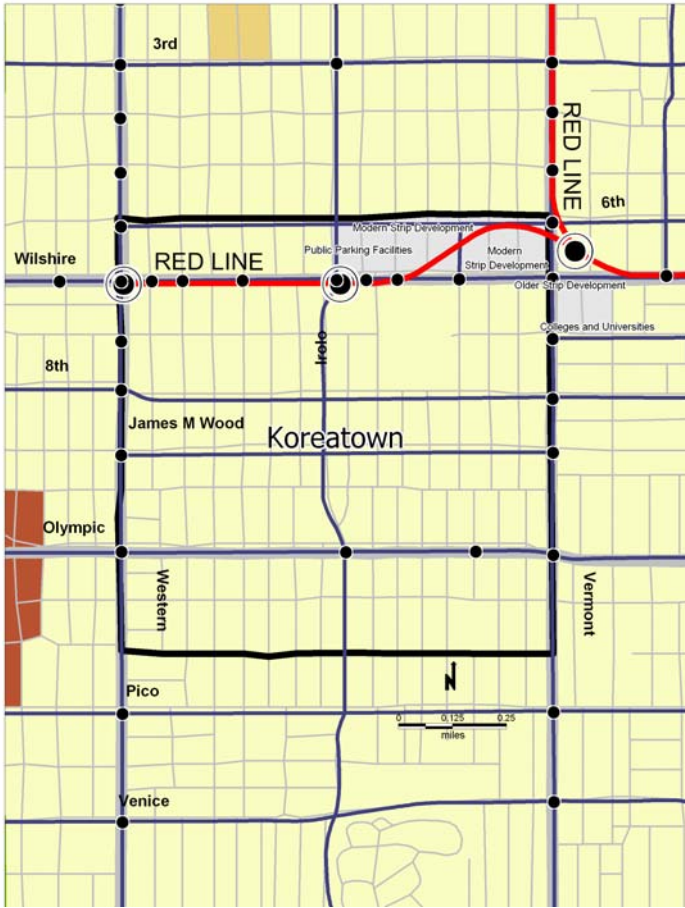 3rd
RED LINE
6th
Modern Strip Development
Public Parking Facilities
Modern
Strip Development
Wilshire
RED LINE
Older Strip Development
Colleges and Universities
Irolo
8th
James M Wood
Koreatown
Olympic
Western
Vermont
N
Pico
0 0.125 0.25
miles
Venice